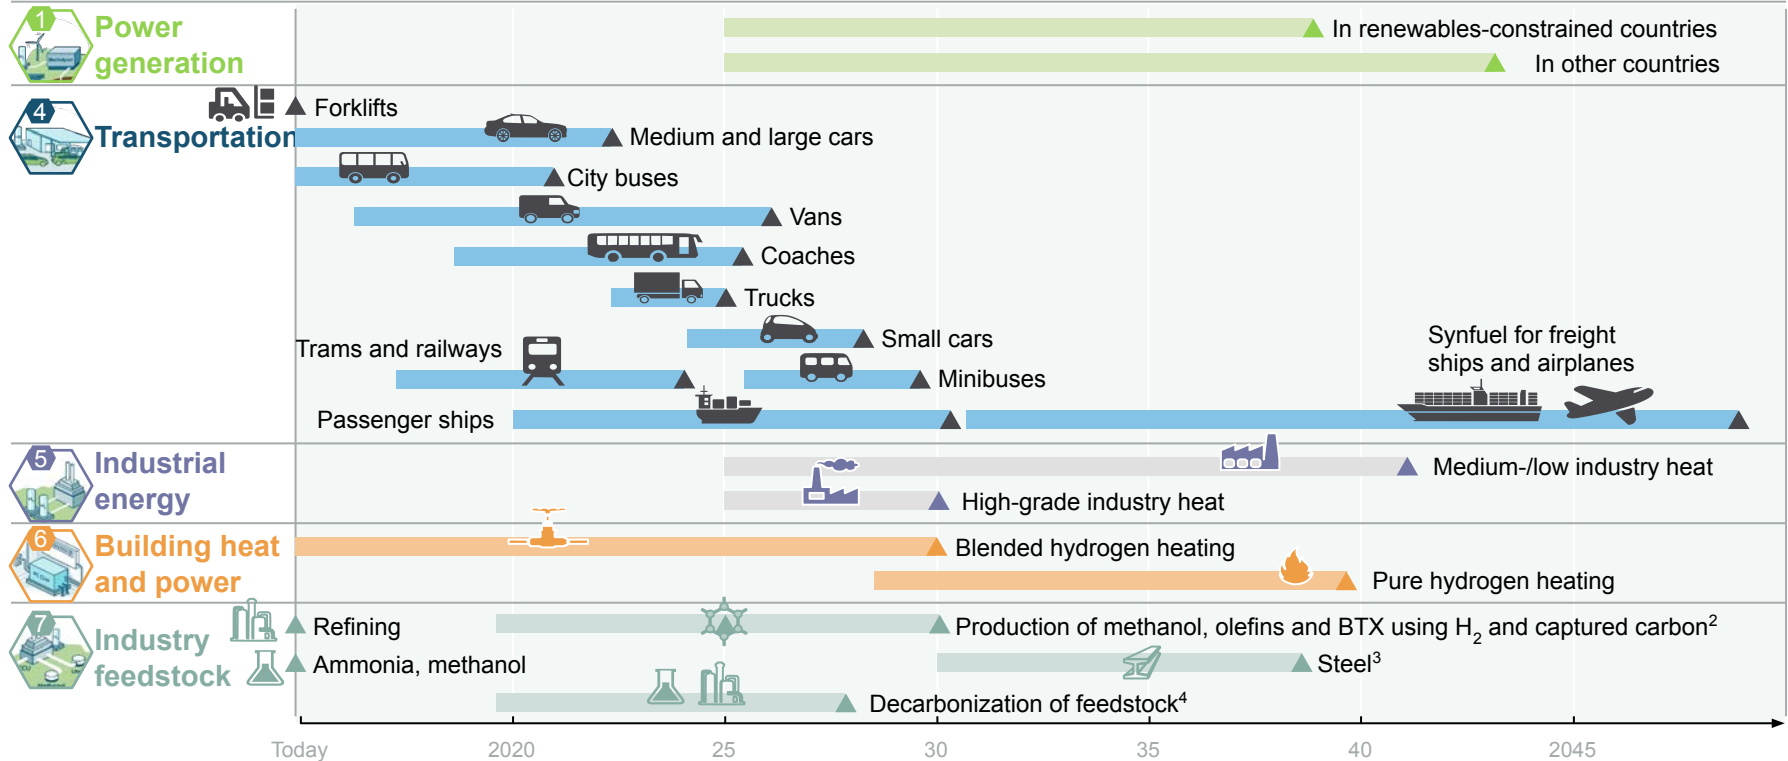 1
Power
generation
In renewables-constrained countries
In other countries
4
Transportation
Forklifts
Medium and large cars
City buses
Vans
Coaches
Trucks
Small cars
Trams and railways
Minibuses
Synfuel for freight
ships and airplanes
Passenger ships
5
Industrial
energy
Medium-/low industry heat
High-grade industry heat
6
Building heat
and power
Blended hydrogen heating
Pure hydrogen heating
7
Industry
feedstock
Refining
Production of methanol, olefins and BTX using H₂ and captured carbon²
Ammonia, methanol
Steel³
Decarbonization of feedstock⁴
Today 2020 25 30 35 40 2045